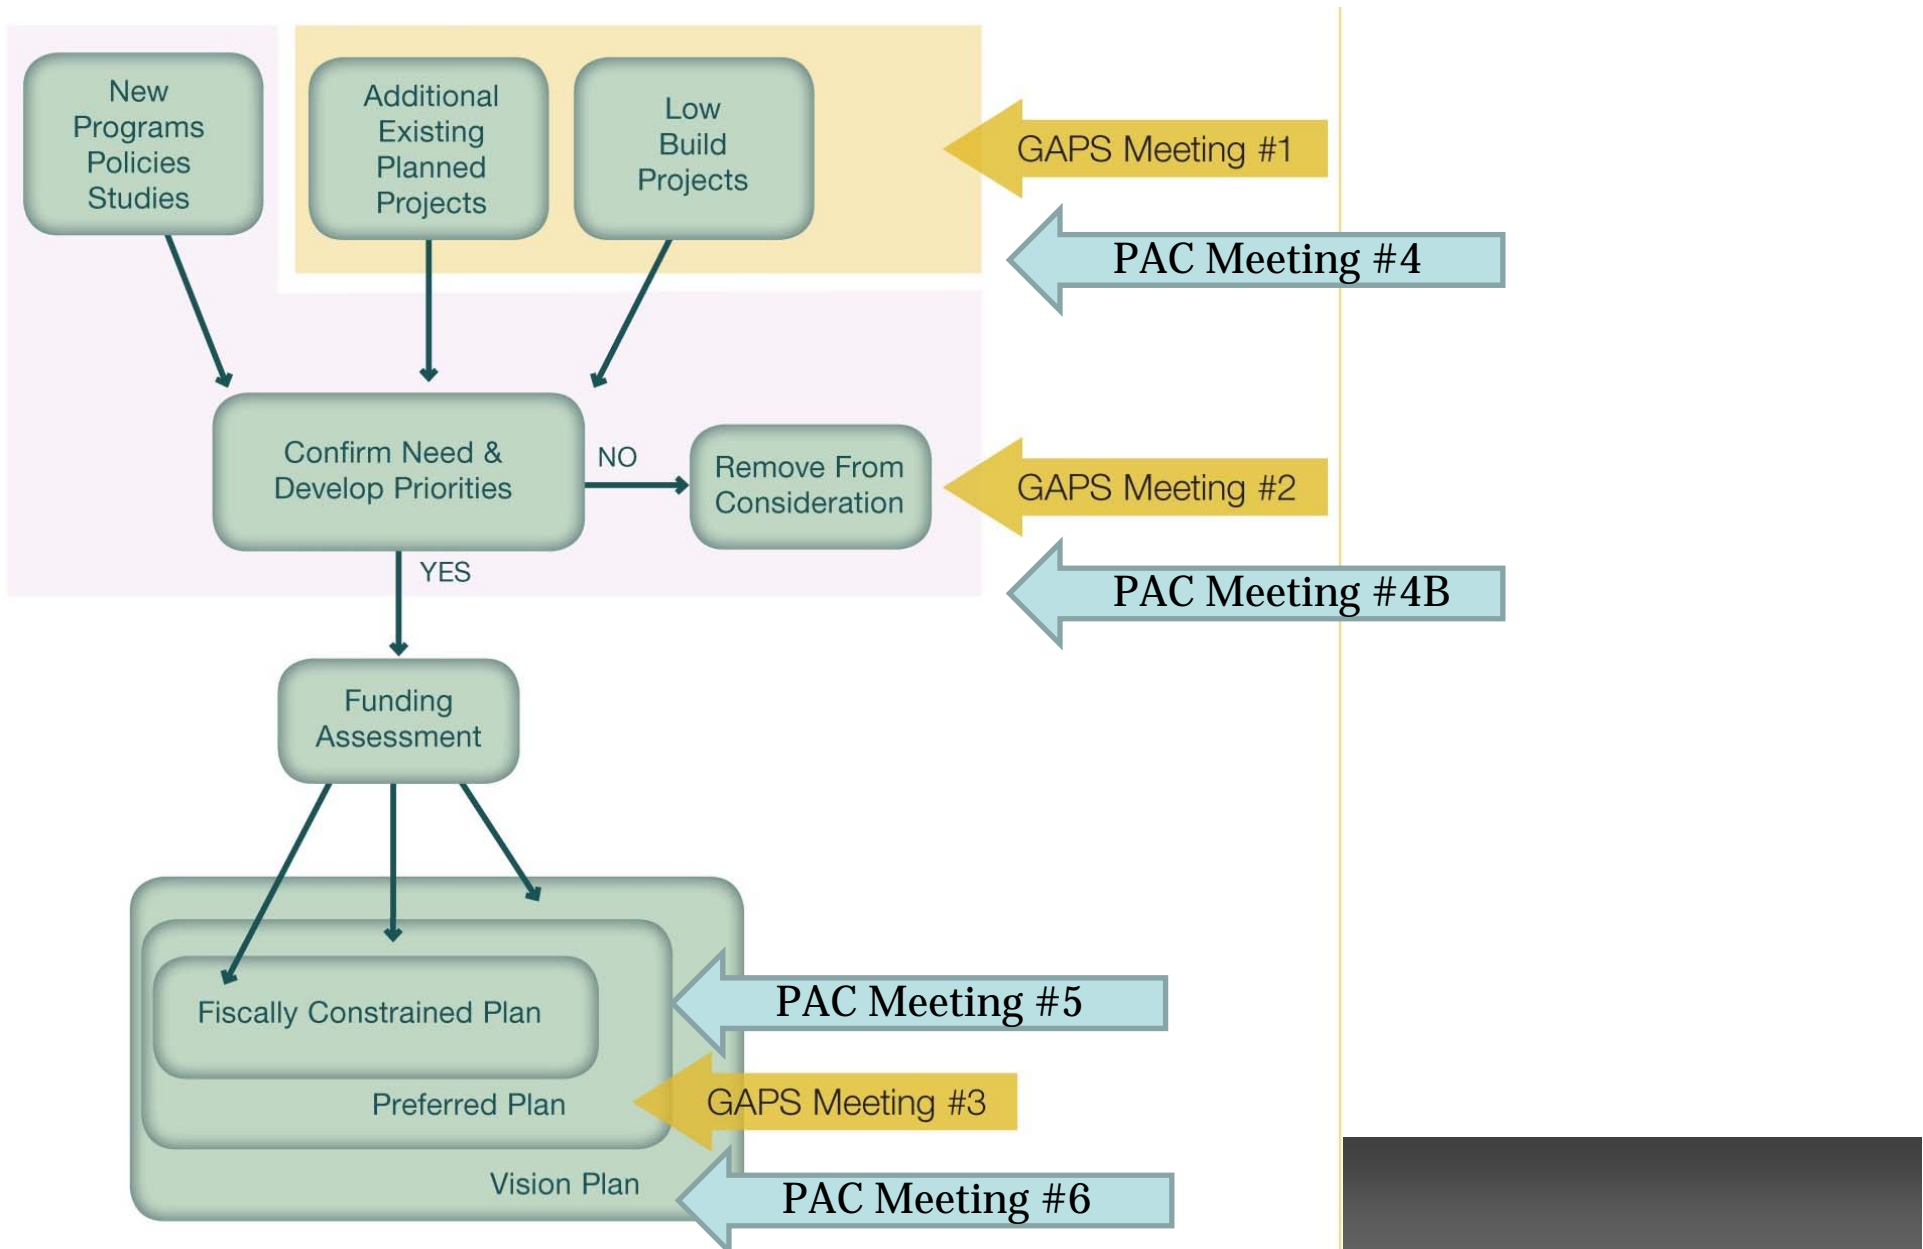 New
Programs
Policies
Studies
Additional
Existing
Planned
Projects
Low
Build
Projects
GAPS Meeting #1
PAC Meeting #4
Confirm Need &
Develop Priorities
NO
Remove From
Consideration
GAPS Meeting #2
YES
PAC Meeting #4B
Funding
Assessment
Fiscally Constrained Plan
PAC Meeting #5
Preferred Plan
GAPS Meeting #3
Vision Plan
PAC Meeting #6